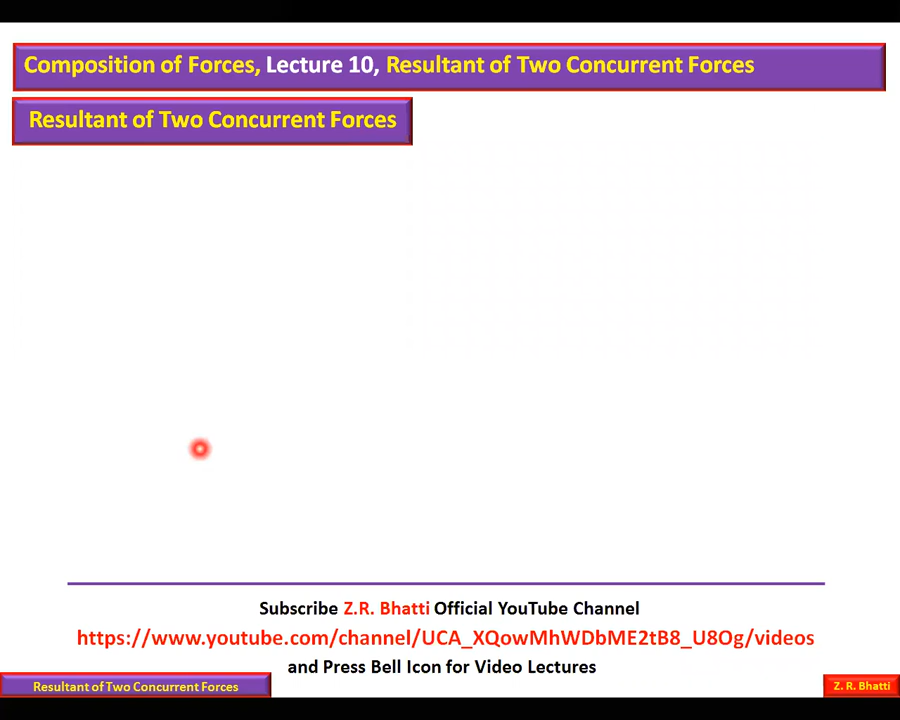 Composition of Forces, Lecture 10, Resultant of Two Concurrent Forces
Resultant of Two Concurrent Forces
Subscribe Z.R. Bhatti Official YouTube Channel
https://www.youtube.com/channel/UCA_XQowMhWDbME2tB8_U8Og/videos
and Press Bell Icon for Video Lectures
Resultant of Two Concurrent Forces
Z. R. Bhatti